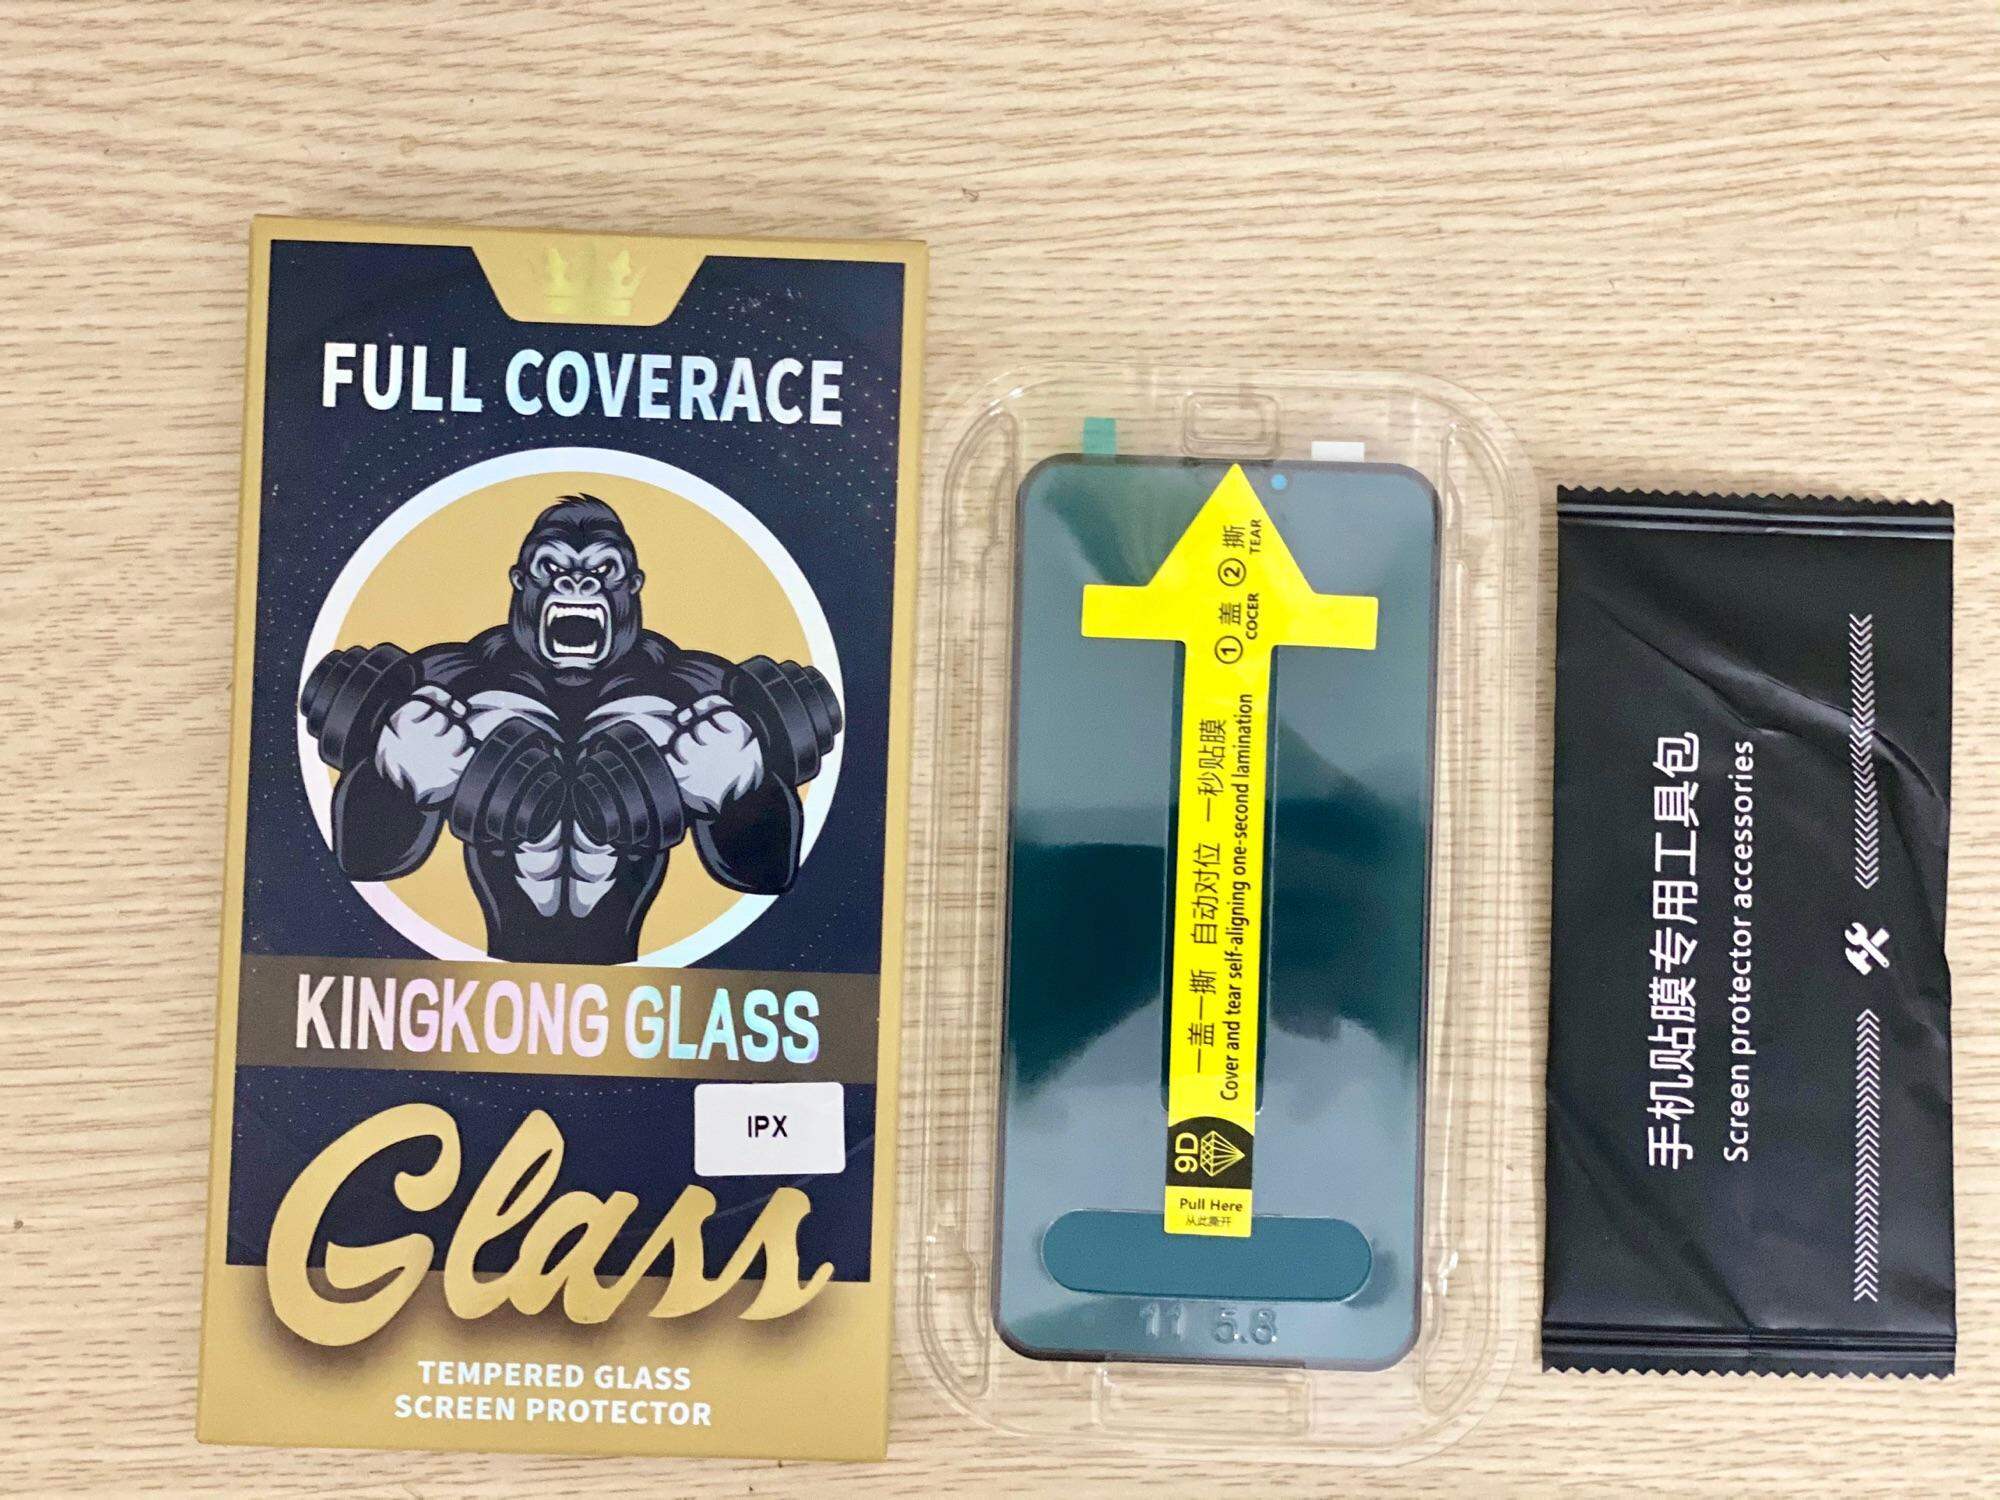 FULL COVERACE
KINGKONG GLASS
IPX
Glass
TEMPERED GLASS
SCREEN PROTECTOR
① 盖 ② 撕
COCER TEAR
一盖一撕 自动对位 一秒贴膜
Cover and tear self-aligning one-second lamination
9D
Pull Here
从此撕开
11 5.8
手机贴膜专用工具包
Screen protector accessories